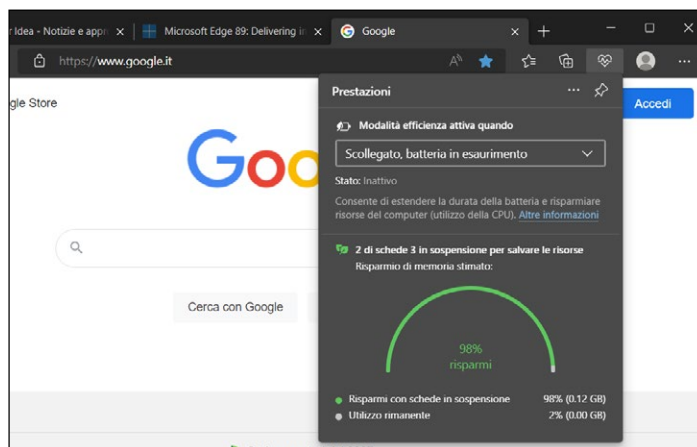 r Idea - Notizie e appr
Microsoft Edge 89: Delivering in
Google
https://www.google.it
gle Store
Prestazioni
Accedi
Modalità efficienza attiva quando
Scollegato, batteria in esaurimento
Stato: Inattivo
Consente di estendere la durata della batteria e risparmiare
risorse del computer (utilizzo della CPU). Altre informazioni
Goo
2 di schede 3 in sospensione per salvare le risorse
Risparmio di memoria stimato:
Cerca con Google
98%
risparmi
Risparmi con schede in sospensione 98% (0.12 GB)
Utilizzo rimanente 2% (0.00 GB)